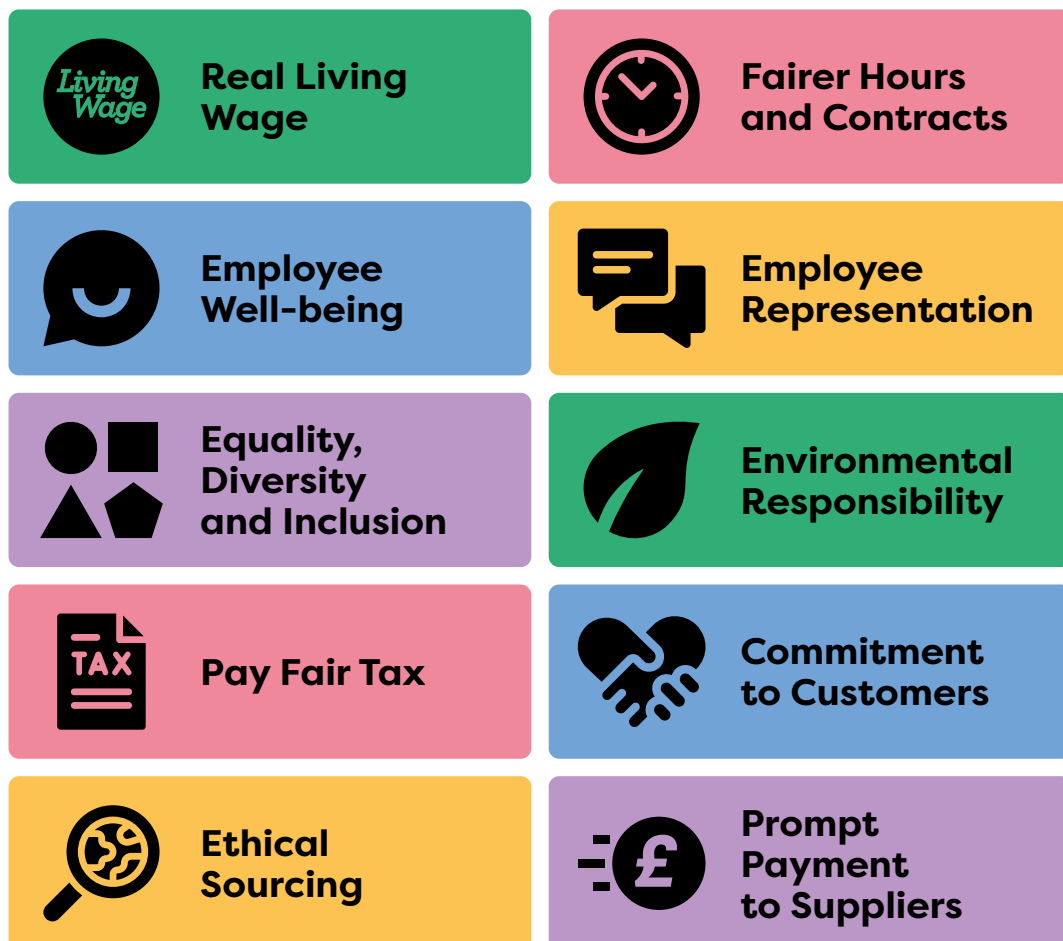 Living
Wage
Real Living
Wage
Fairer Hours
and Contracts
Employee
Well-being
Employee
Representation
Equality,
Diversity
and Inclusion
Environmental
Responsibility
TAX
Pay Fair Tax
Commitment
to Customers
Ethical
Sourcing
£
Prompt
Payment
to Suppliers